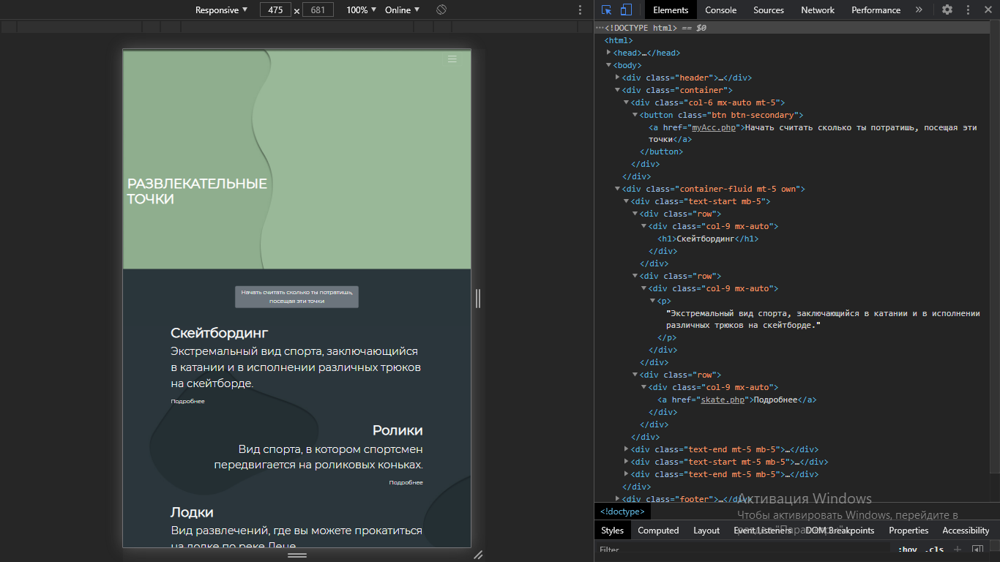 Responsive 475 × 681 100% Online
Elements Console Sources Network Performance »
РАЗВЛЕКАТЕЛЬНЫЕ
ТОЧКИ
Начать считать сколько ты потратишь,
посещая эти точки
Скейтбординг
Экстремальный вид спорта, заключающийся
в катании и в исполнении различных трюков
на скейтборде.
Подробнее
Ролики
Вид спорта, в котором спортсмен
передвигается на роликовых коньках.
Подробнее
Лодки
Вид развлечений, где вы можете прокатиться
на лодке по реке Лене
…<!DOCTYPE html> == $0
<html>
<head>…</head>
<body>
<div class="header">…</div>
<div class="container">
<div class="col-6 mx-auto mt-5">
<button class="btn btn-secondary">
<a href="myAcc.php">Начать считать сколько ты потратишь, посещая эти
точки</a>
</button>
</div>
</div>
<div class="container-fluid mt-5 own">
<div class="text-start mb-5">
<div class="row">
<div class="col-9 mx-auto">
<h1>Скейтбординг</h1>
</div>
</div>
<div class="row">
<div class="col-9 mx-auto">
<p>
"Экстремальный вид спорта, заключающийся в катании и в исполнении
различных трюков на скейтборде."
</p>
</div>
</div>
<div class="row">
<div class="col-9 mx-auto">
<a href="skate.php">Подробнее</a>
</div>
</div>
</div>
<div class="text-end mt-5 mb-5">…</div>
<div class="text-start mt-5 mb-5">…</div>
<div class="text-end mt-5 mb-5">…</div>
</div>
<div class="footer">…</div>
Активация Windows
Чтобы активировать Windows, перейдите в
раздел "Параметры".
<!doctype>
Styles Computed Layout Event Listeners DOM Breakpoints Properties Accessibility
Filter :hov .cls